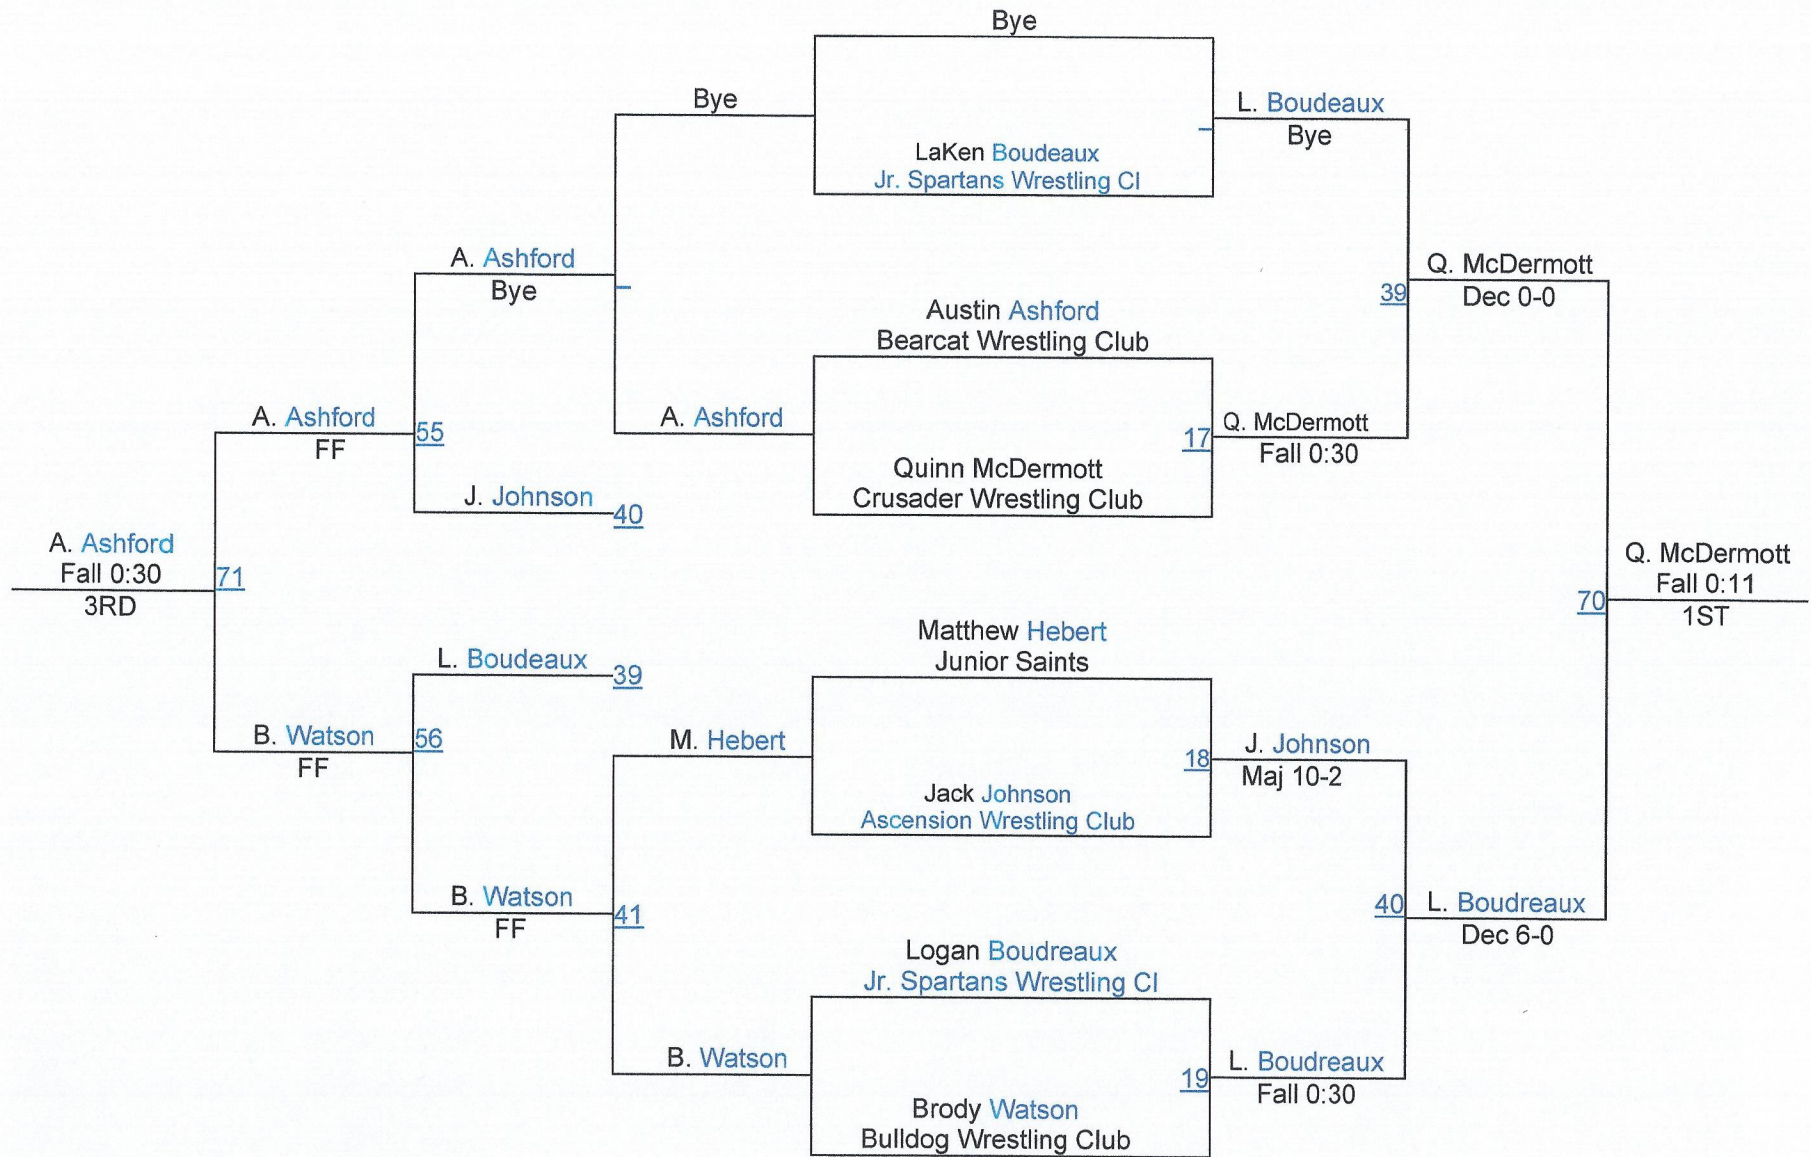 Bye
Bye
L. Boudeaux
Bye
LaKen Boudeaux
Jr. Spartans Wrestling Cl
A. Ashford
Bye
Q. McDermott
Dec 0-0
39
Austin Ashford
Bearcat Wrestling Club
A. Ashford
FF
55
A. Ashford
17
Q. McDermott
Fall 0:30
Quinn McDermott
Crusader Wrestling Club
J. Johnson
40
A. Ashford
Fall 0:30
3RD
71
Q. McDermott
Fall 0:11
1ST
70
Matthew Hebert
Junior Saints
L. Boudeaux
39
B. Watson
FF
56
M. Hebert
18
J. Johnson
Maj 10-2
Jack Johnson
Ascension Wrestling Club
B. Watson
FF
41
40
L. Boudreaux
Dec 6-0
Logan Boudreaux
Jr. Spartans Wrestling Cl
B. Watson
19
L. Boudreaux
Fall 0:30
Brody Watson
Bulldog Wrestling Club